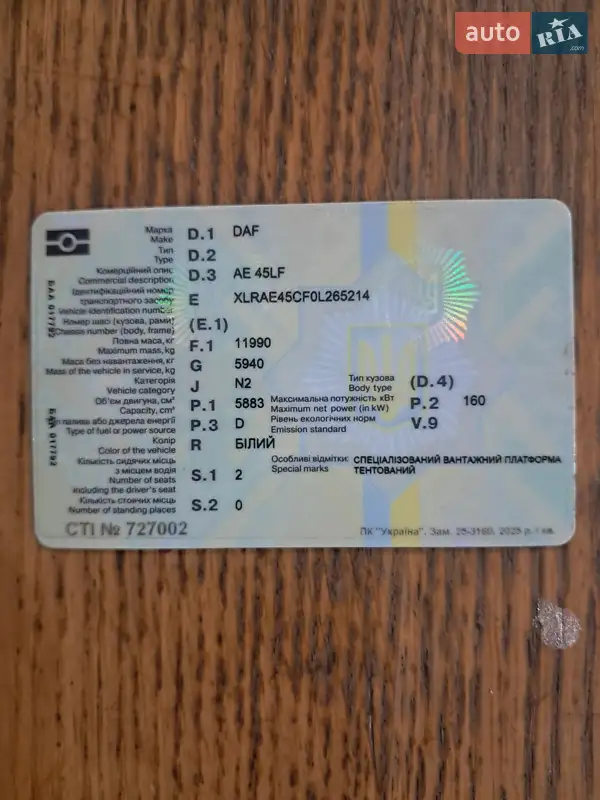 auto RIA .com
Марка D.1 DAF
Make
Тип D.2
Type
Комерційний опис D.3 AE 45LF
Commercial description
Ідентифікаційний номер
транспортного засобу E XLRAE45CF0L265214
Vehicle identification number
Номер шасі (кузова, рами) (E.1)
Chassis number (body, frame)
Повна маса, кг F.1 11990
Maximum mass, kg
Маса без навантаження, кг G 5940
Mass of the vehicle in service, kg
Категорія J N2 Тип кузова (D.4)
Vehicle category Body type
Об'єм двигуна, см³ P.1 5883 Максимальна потужність кВт P.2 160
Capacity, cm³ Maximum net power (in kW)
Тип палива або джерела енергії P.3 D Рівень екологічних норм V.9
Type of fuel or power source Emission standard
Колір R БІЛИЙ
Color of the vehicle
Кількість сидячих місць Особливі відмітки: СПЕЦІАЛІЗОВАНИЙ ВАНТАЖНИЙ ПЛАТФОРМА
з місцем водія S.1 2 Special marks ТЕНТОВАНИЙ
Number of seats
including the driver's seat
Кількість стоячих місць S.2 0
Number of standing places
СТІ № 727002 ПК "Україна". Зам. 25-3160. 2025 р. І кв.